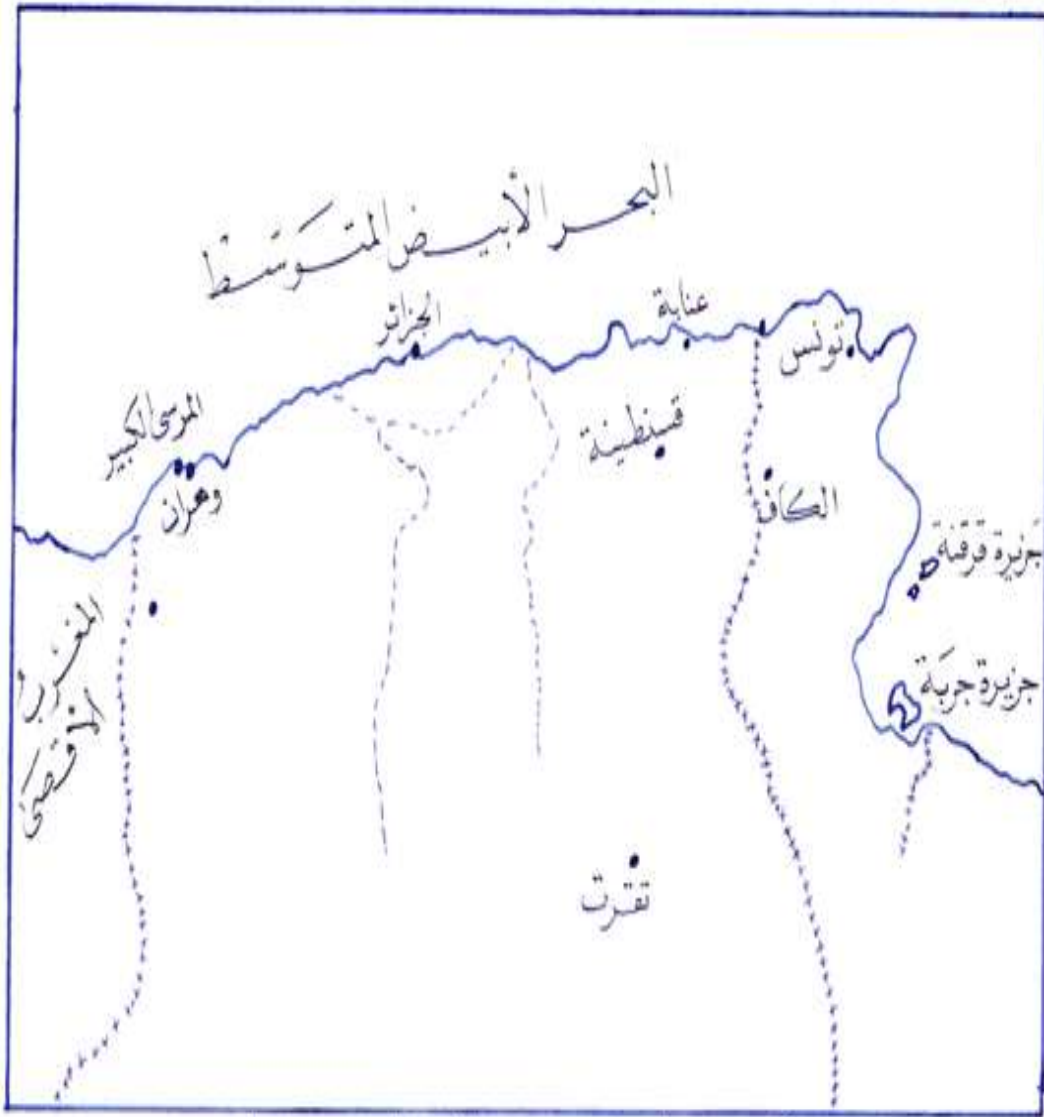 البحر الأبيض المتوسط
الجزائر
عنابة
تونس
المرسى الكبير
وهران
قسنطينة
الكاف
جزيرة قرقنة
جزيرة جربة
المغرب
الأقصى
تقرت